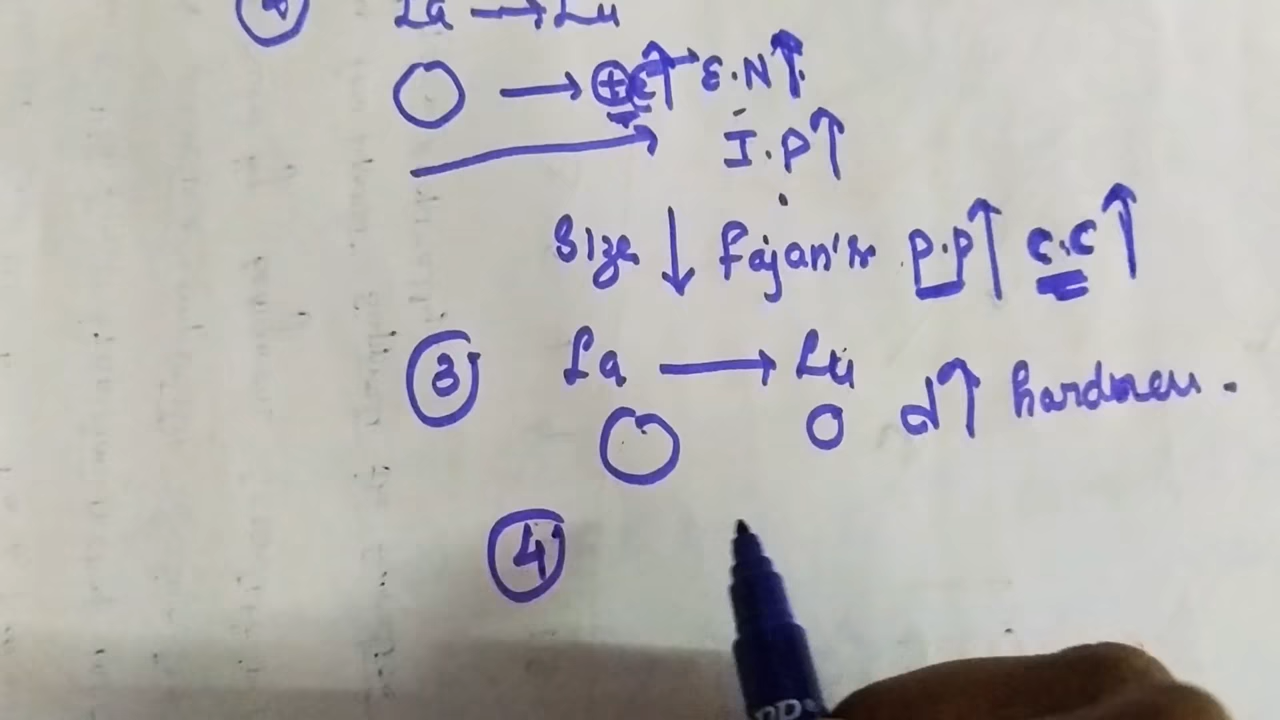 La → Lu
→ ⊕c↑ → E.N↑
I.P↑
Size ↓ Fajan's P.P↑ C.C↑
③ La → Lu
d↑ hardness.
④